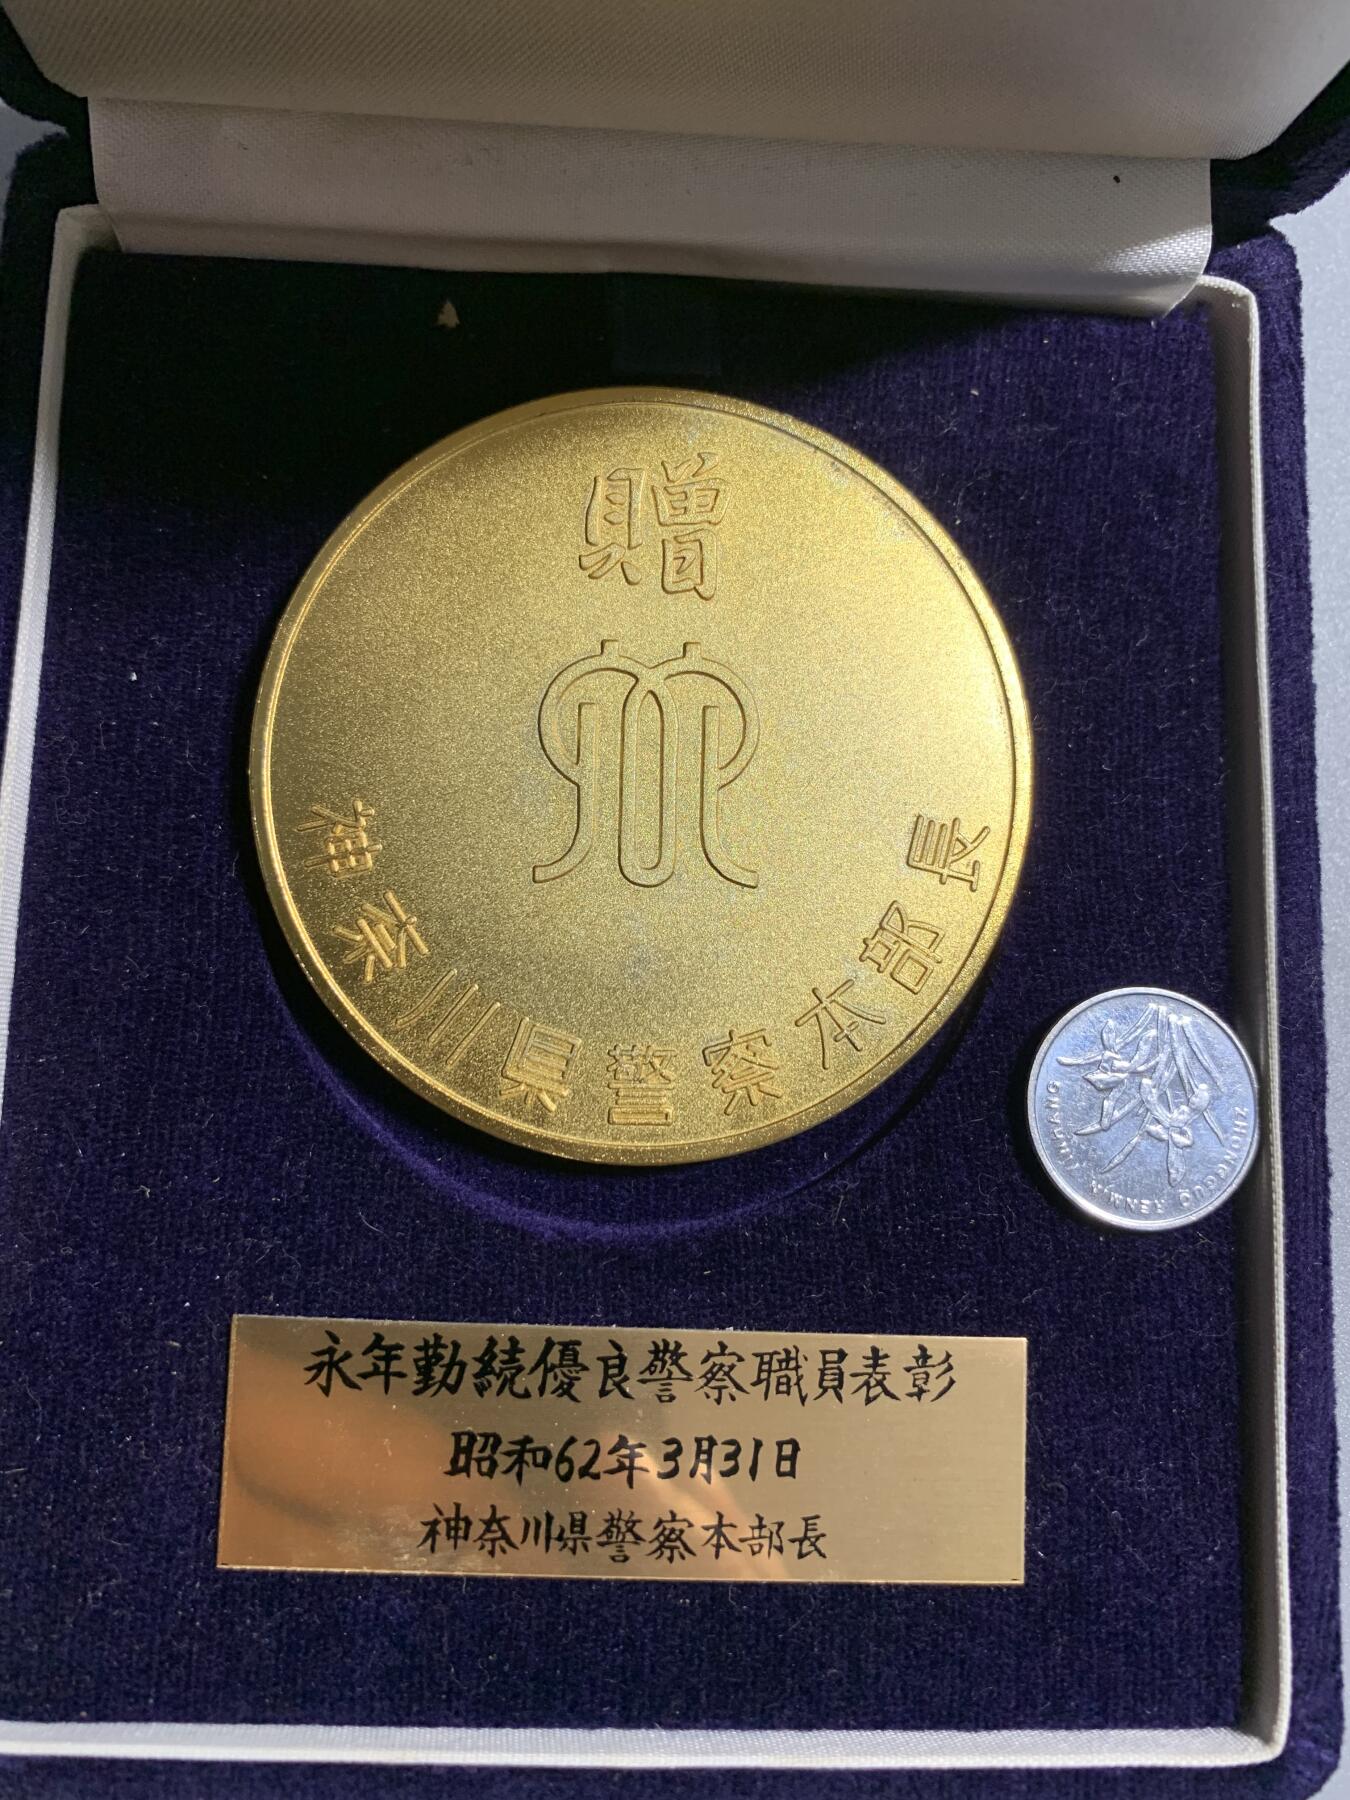 贈
神奈川県警察本部長
ZHONGGUO RENMIN YINHANG
永年勤続優良警察職員表彰
昭和62年3月31日
神奈川県警察本部長